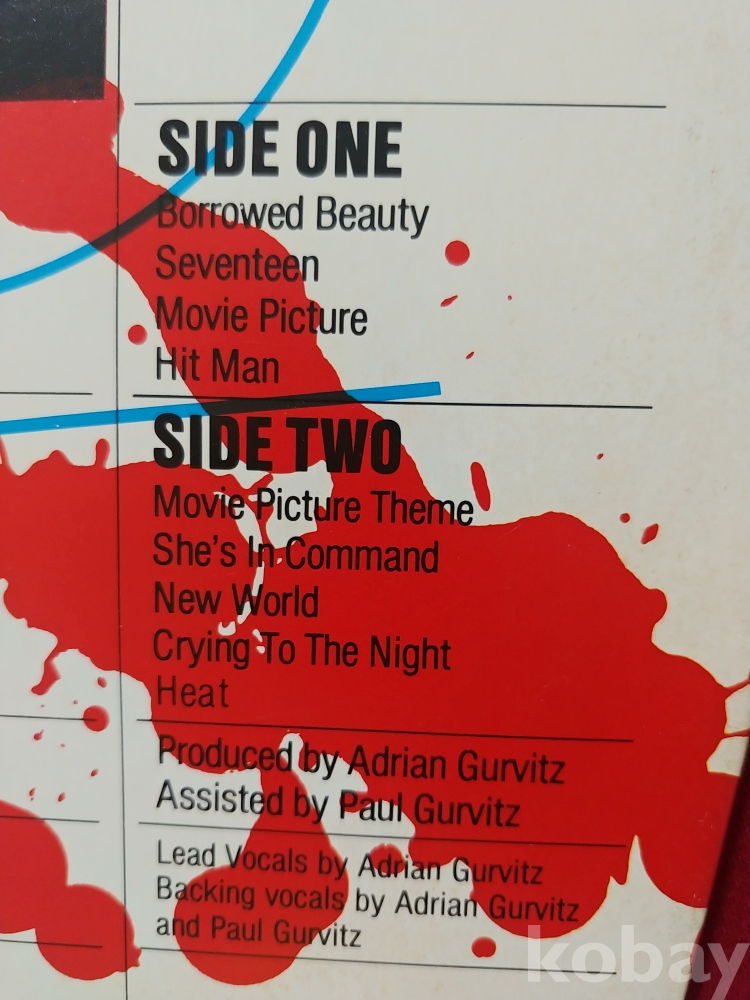 SIDE ONE
Borrowed Beauty
Seventeen
Movie Picture
Hit Man
SIDE TWO
Movie Picture Theme
She's In Command
New World
Crying To The Night
Heat
Produced by Adrian Gurvitz
Assisted by Paul Gurvitz
Lead Vocals by Adrian Gurvitz
Backing vocals by Adrian Gurvitz
and Paul Gurvitz
kobay